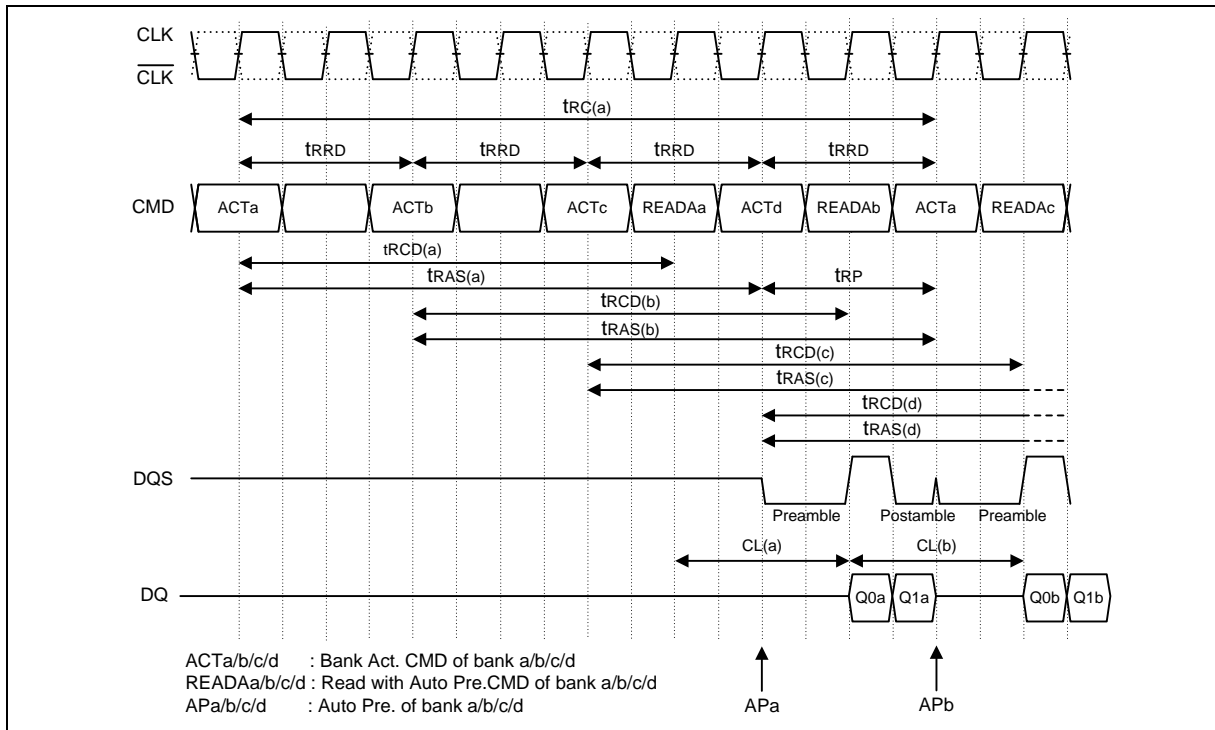 CLK
CLK
tRC(a)
tRRD tRRD tRRD tRRD
CMD ACTa ACTb ACTc READAa ACTd READAb ACTa READAc
tRCD(a)
tRAS(a) tRP
tRCD(b)
tRAS(b)
tRCD(c)
tRAS(c)
tRCD(d)
tRAS(d)
DQS
Preamble Postamble Preamble
CL(a) CL(b)
DQ Q0a Q1a Q0b Q1b
ACTa/b/c/d : Bank Act. CMD of bank a/b/c/d
READAa/b/c/d : Read with Auto Pre.CMD of bank a/b/c/d
APa/b/c/d : Auto Pre. of bank a/b/c/d
APa APb